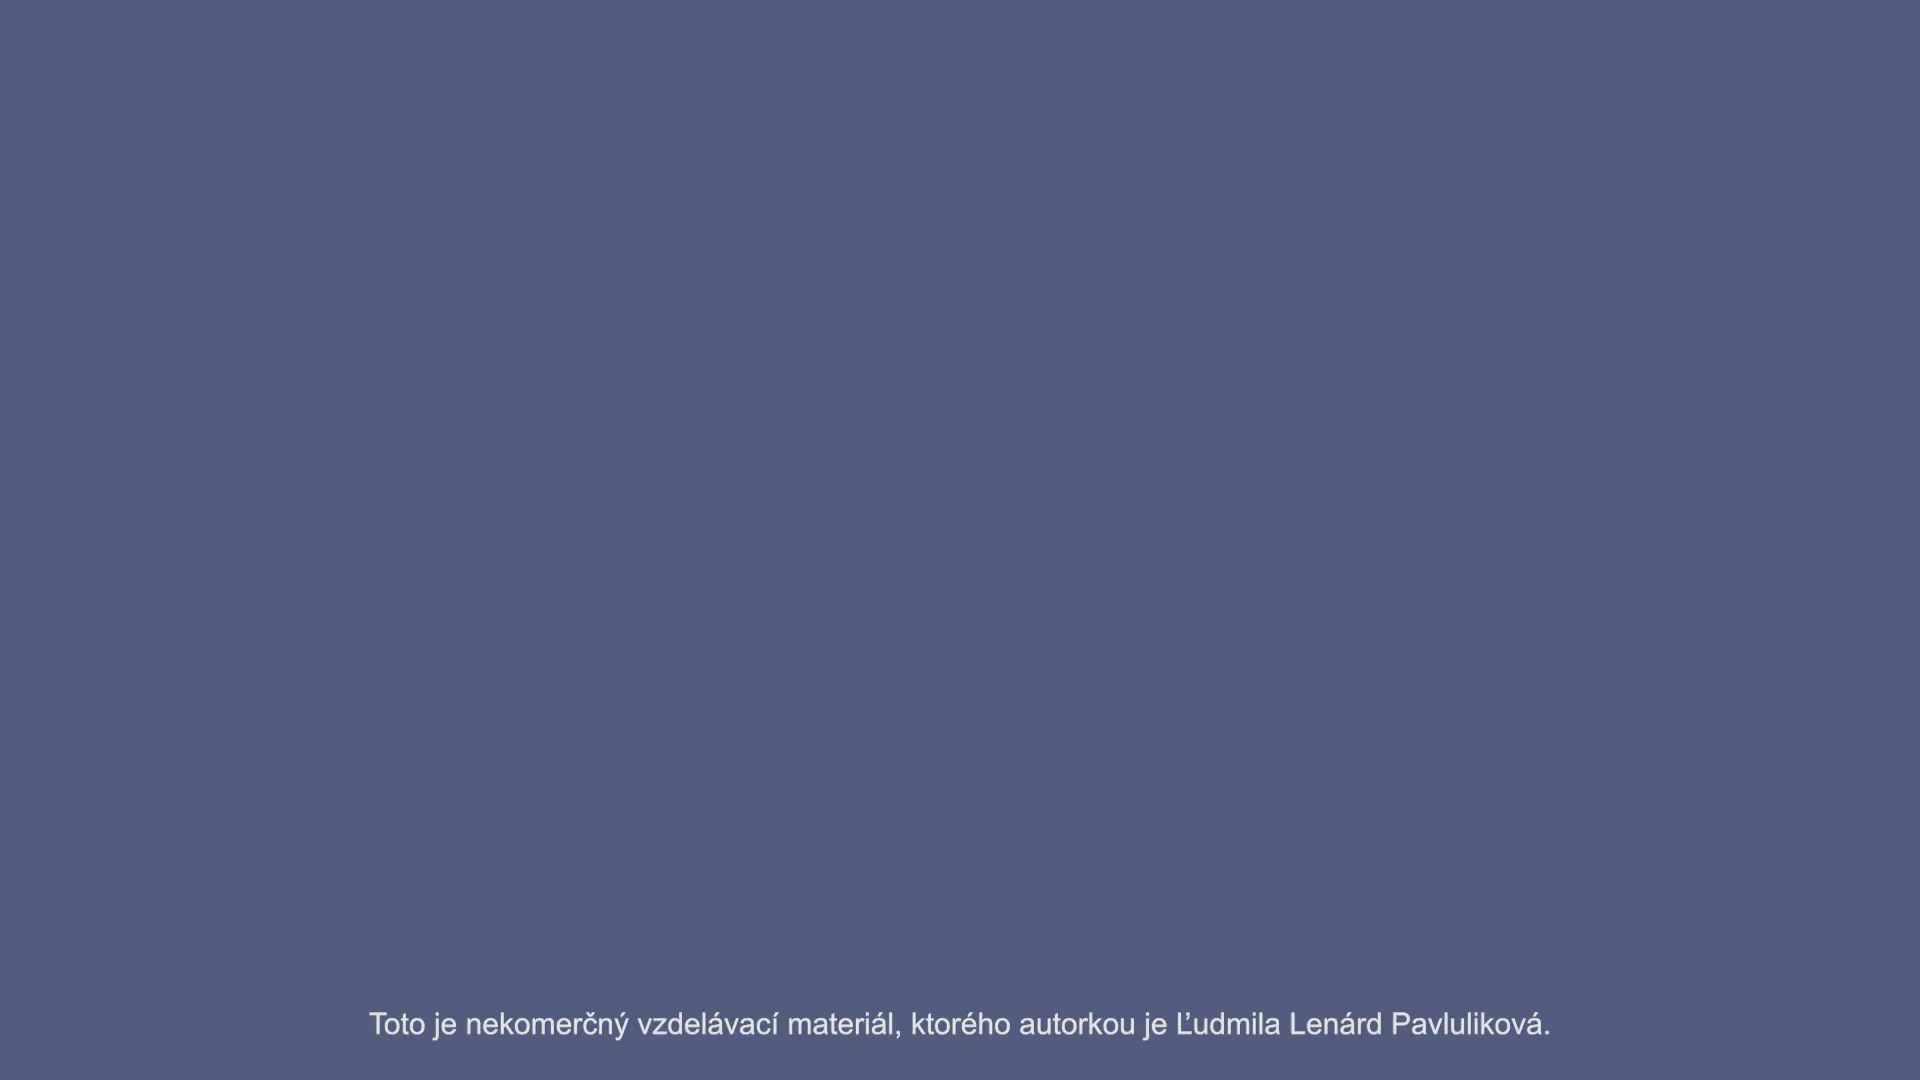 Toto je nekomerčný vzdelávací materiál, ktorého autorkou je Ľudmila Lenárd Pavluliková.